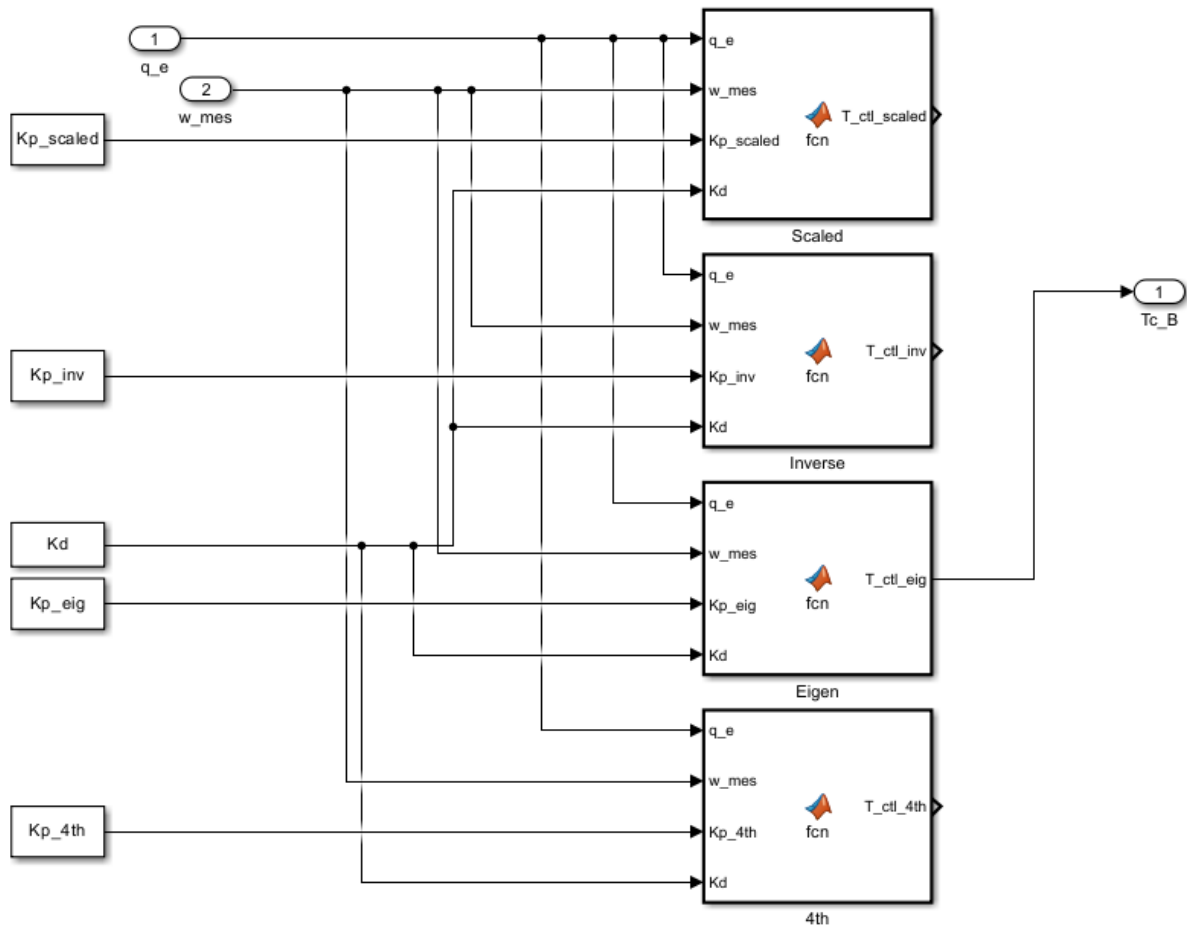 1
q_e
2
w_mes
Kp_scaled
q_e
w_mes
Kp_scaled
Kd
fcn
T_ctl_scaled
Scaled
Kp_inv
q_e
w_mes
Kp_inv
Kd
fcn
T_ctl_inv
Inverse
1
Tc_B
Kd
Kp_eig
q_e
w_mes
Kp_eig
Kd
fcn
T_ctl_eig
Eigen
Kp_4th
q_e
w_mes
Kp_4th
Kd
fcn
T_ctl_4th
4th